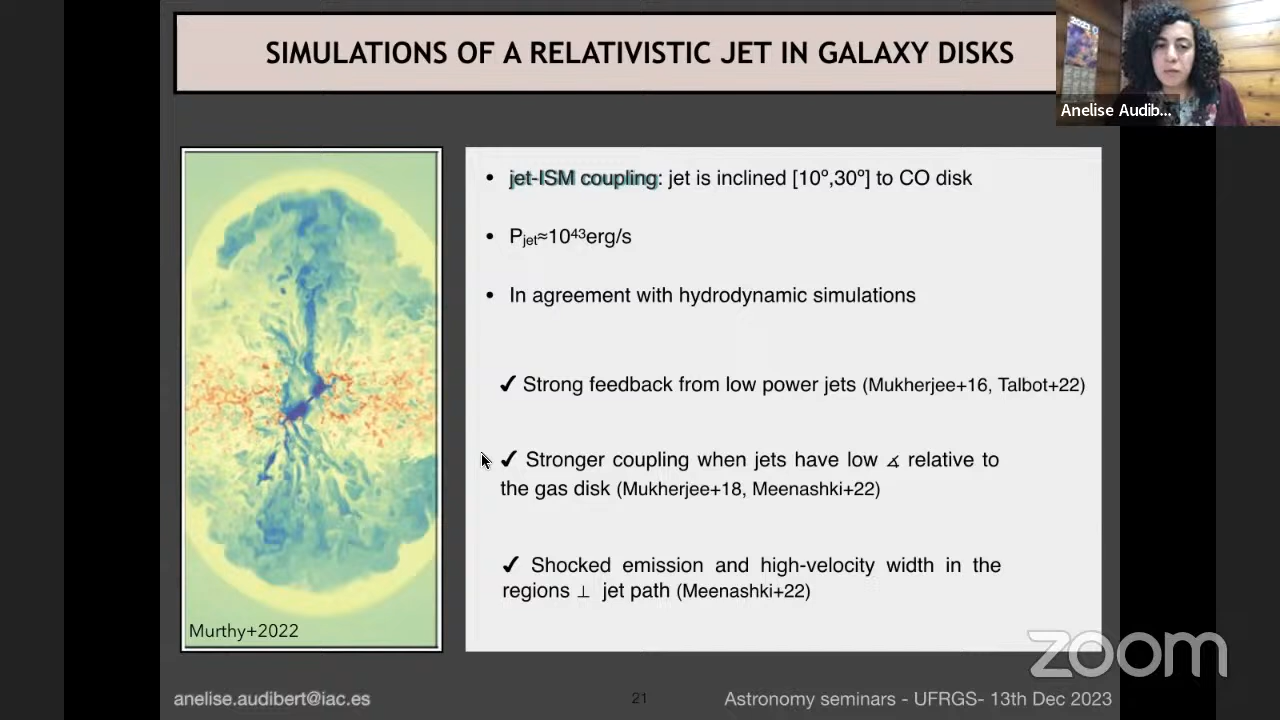 SIMULATIONS OF A RELATIVISTIC JET IN GALAXY DISKS
Anelise Audib...
• jet-ISM coupling: jet is inclined [10º,30º] to CO disk
• Pjet≈10⁴³erg/s
• In agreement with hydrodynamic simulations
✓ Strong feedback from low power jets (Mukherjee+16, Talbot+22)
✓ Stronger coupling when jets have low ∡ relative to
the gas disk (Mukherjee+18, Meenashki+22)
✓ Shocked emission and high-velocity width in the
regions ⊥ jet path (Meenashki+22)
Murthy+2022
zoom
anelise.audibert@iac.es
21
Astronomy seminars - UFRGS- 13th Dec 2023